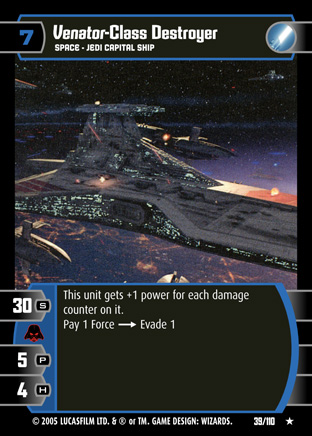 7
Venator-Class Destroyer
SPACE - JEDI CAPITAL SHIP
This unit gets +1 power for each damage
counter on it.
Pay 1 Force → Evade 1
30 S
5 P
4 H
© 2005 LUCASFILM LTD. & ® or TM. GAME DESIGN: WIZARDS. 39/110 ★